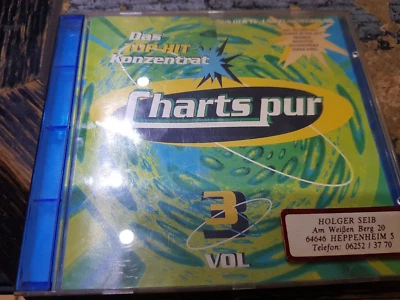 Das
TOP-HIT
Konzentrat
Charts pur
3
VOL
HOLGER SEIB
Am Weißen Berg 20
64646 HEPPENHEIM 5
Telefon: 06252 1 37 70